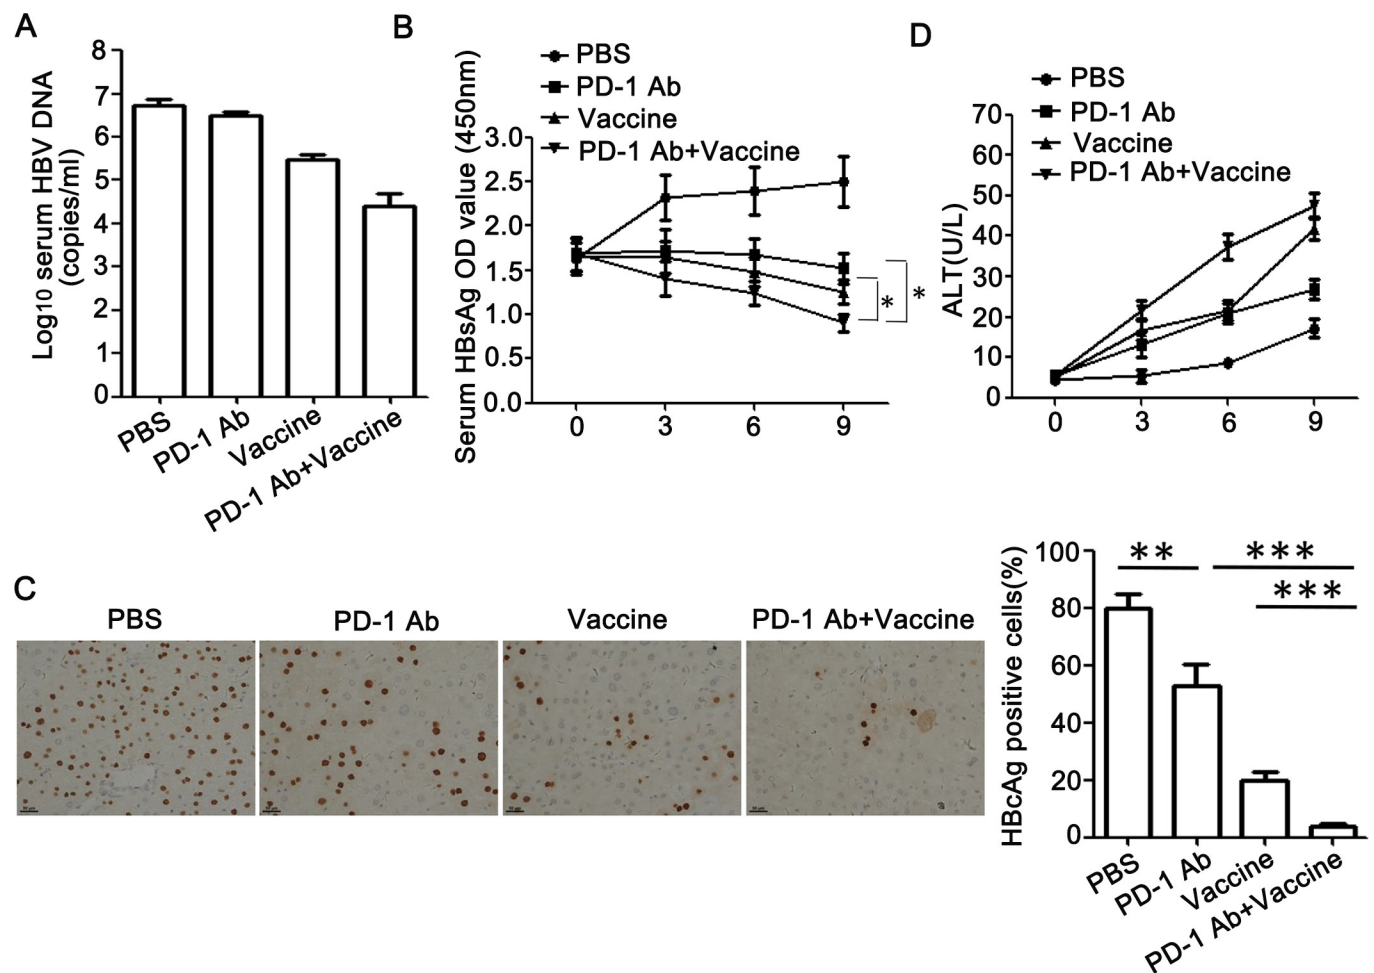 A
Log10 serum HBV DNA
(copies/ml)
8
7
6
5
4
3
2
1
0
PBS
PD-1 Ab
Vaccine
PD-1 Ab+Vaccine
B
PBS
PD-1 Ab
Vaccine
PD-1 Ab+Vaccine
Serum HBsAg OD value (450nm)
3.0
2.5
2.0
1.5
1.0
0.5
0.0
*
*
0 3 6 9
D
PBS
PD-1 Ab
Vaccine
PD-1 Ab+Vaccine
ALT(U/L)
70
60
50
40
30
20
10
0
0 3 6 9
C
PBS
PD-1 Ab
Vaccine
PD-1 Ab+Vaccine
HBcAg positive cells(%)
100
80
60
40
20
0
**
***
***
PBS
PD-1 Ab
Vaccine
PD-1 Ab+Vaccine